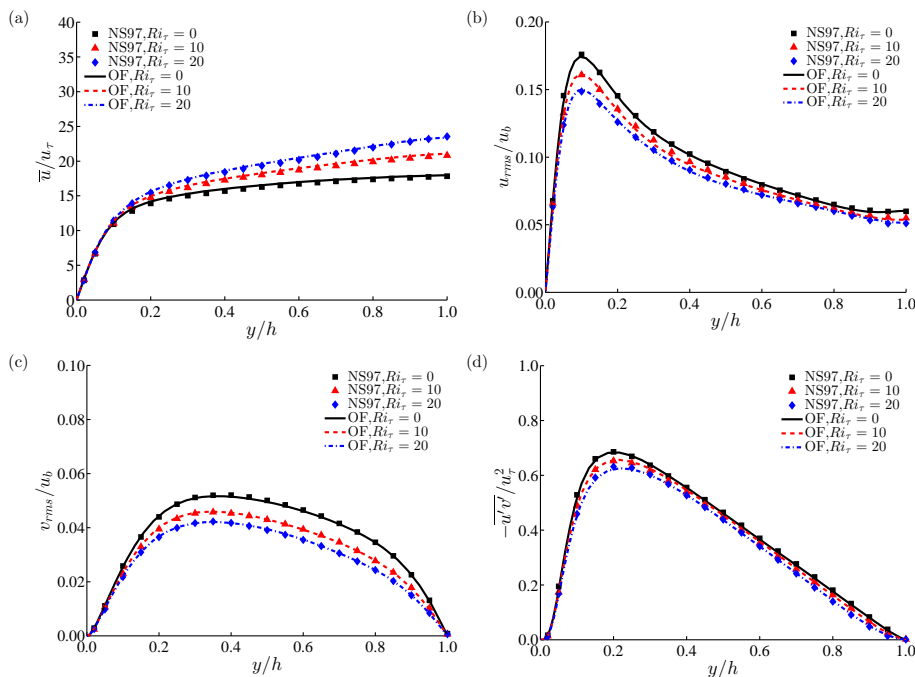 (a)
40
35
30
25
20
15
10
5
0
0.2
0.4
0.6
0.8
1.0
u̅/u_τ
y/h
NS97,Ri_τ = 0
NS97,Ri_τ = 10
NS97,Ri_τ = 20
OF,Ri_τ = 0
OF,Ri_τ = 10
OF,Ri_τ = 20
(b)
0.20
0.15
0.10
0.05
0.00
0.0
0.2
0.4
0.6
0.8
1.0
u_rms/u_b
y/h
NS97,Ri_τ = 0
NS97,Ri_τ = 10
NS97,Ri_τ = 20
OF,Ri_τ = 0
OF,Ri_τ = 10
OF,Ri_τ = 20
(c)
0.10
0.08
0.06
0.04
0.02
0.00
0.0
0.2
0.4
0.6
0.8
1.0
v_rms/u_b
y/h
NS97,Ri_τ = 0
NS97,Ri_τ = 10
NS97,Ri_τ = 20
OF,Ri_τ = 0
OF,Ri_τ = 10
OF,Ri_τ = 20
(d)
1.0
0.8
0.6
0.4
0.2
0.0
0.0
0.2
0.4
0.6
0.8
1.0
−u′v′/u_τ²
y/h
NS97,Ri_τ = 0
NS97,Ri_τ = 10
NS97,Ri_τ = 20
OF,Ri_τ = 0
OF,Ri_τ = 10
OF,Ri_τ = 20